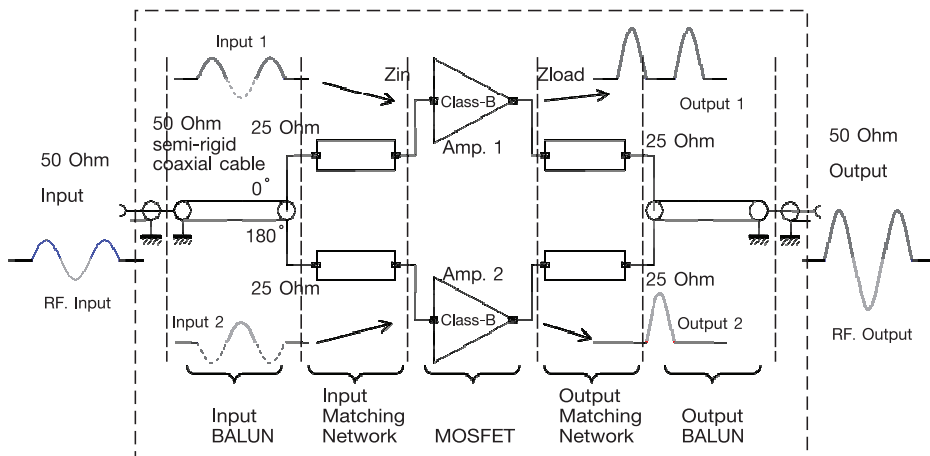 Input 1
Zin
Zload
Class-B
Output 1
50 Ohm
semi-rigid
coaxial cable
25 Ohm
Amp. 1
25 Ohm
50 Ohm
Input
50 Ohm
Output
0°
180°
RF. Input
25 Ohm
Amp. 2
25 Ohm
Input 2
Class-B
Output 2
RF. Output
Input
BALUN
Input
Matching
Network
MOSFET
Output
Matching
Network
Output
BALUN